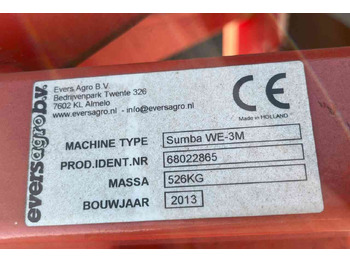 eversagro b.v.
Evers Agro B.V.
Bedrijvenpark Twente 326
7602 KL Almelo
www.eversagro.nl - info@eversagro.nl
CE
Made in HOLLAND
MACHINE TYPE Sumba WE-3M
PROD.IDENT.NR 68022865
MASSA 526KG
BOUWJAAR 2013